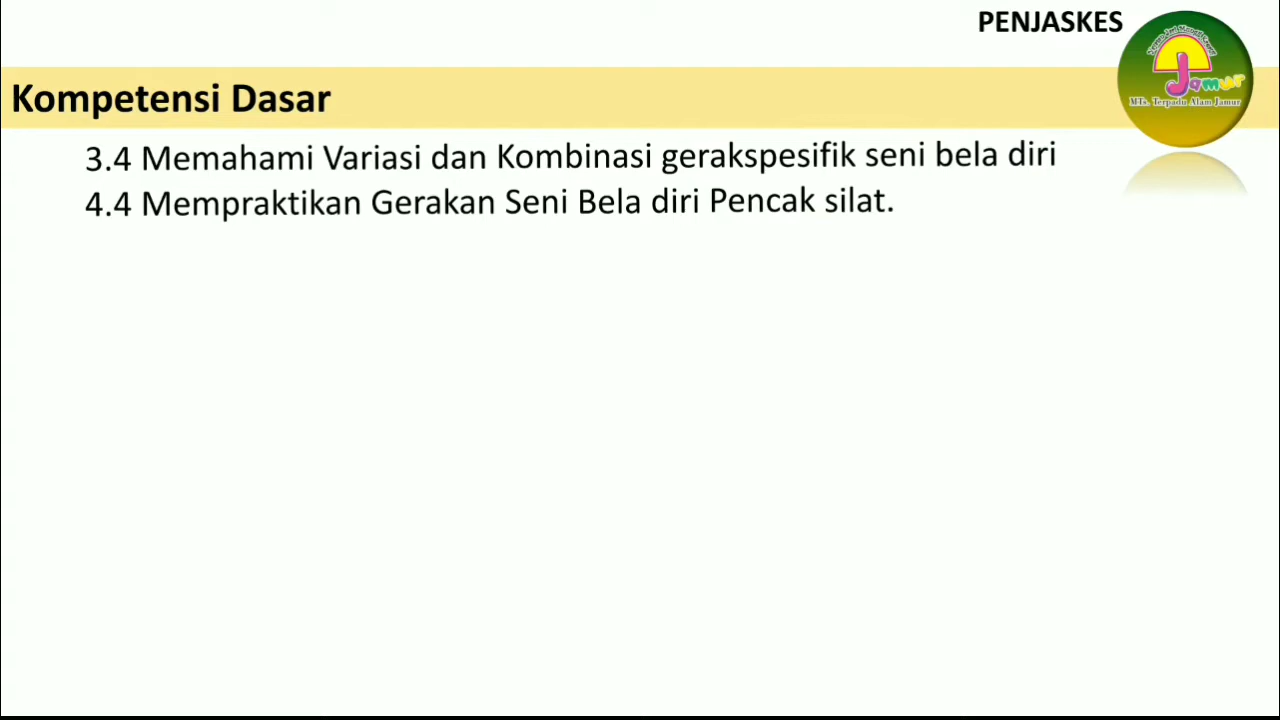 PENJASKES
Jamur
MTs. Terpadu Alam Jamur
Kompetensi Dasar
3.4 Memahami Variasi dan Kombinasi gerakspesifik seni bela diri
4.4 Mempraktikan Gerakan Seni Bela diri Pencak silat.